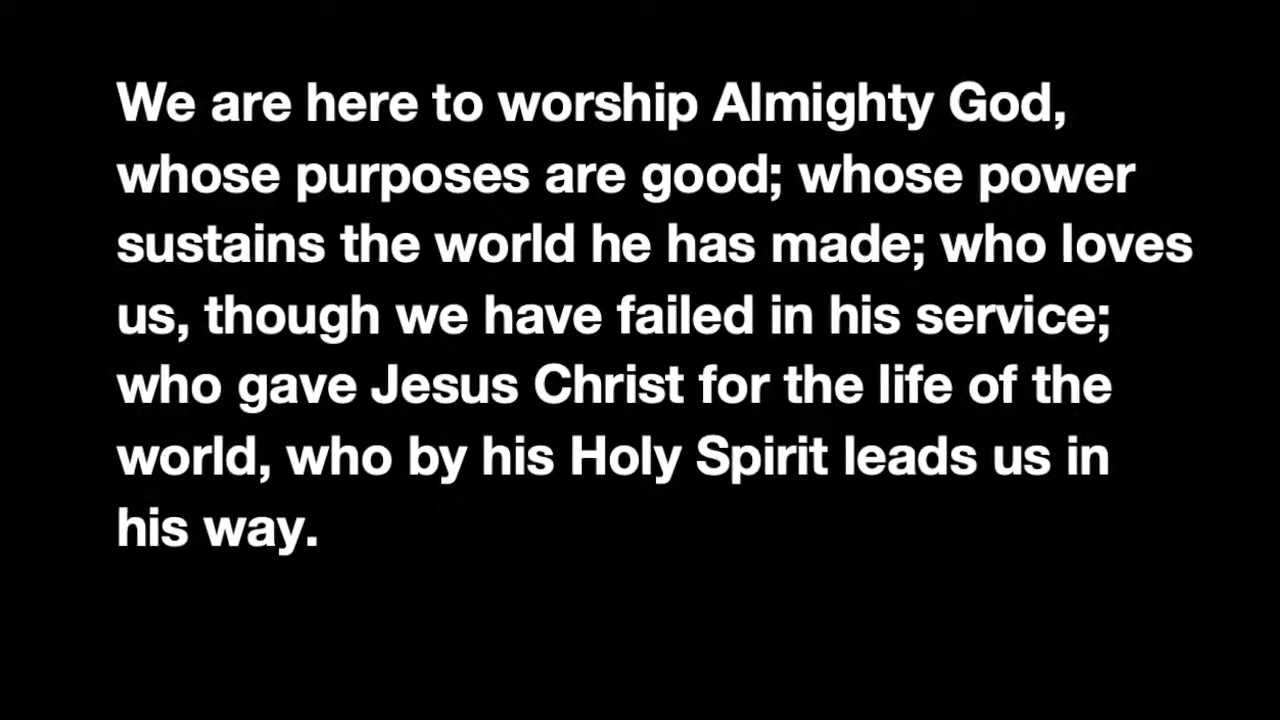 We are here to worship Almighty God,
whose purposes are good; whose power
sustains the world he has made; who loves
us, though we have failed in his service;
who gave Jesus Christ for the life of the
world, who by his Holy Spirit leads us in
his way.